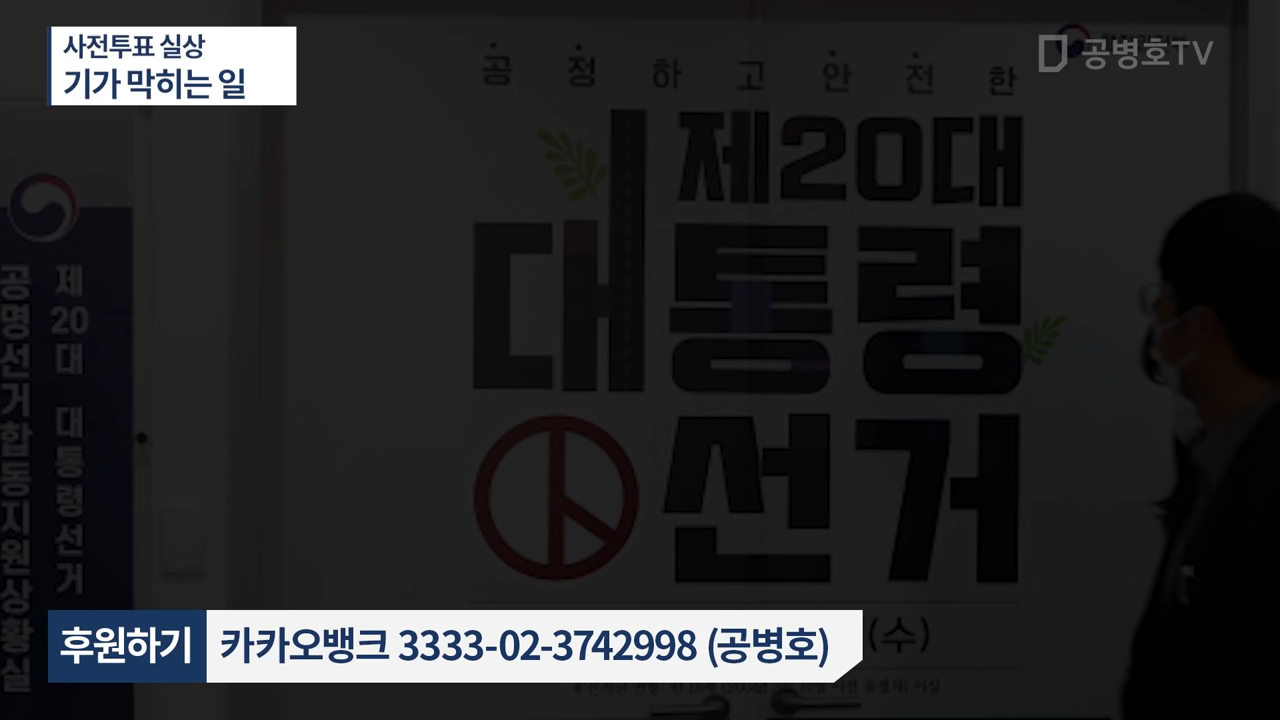 사전투표 실상
기가 막히는 일
공병호TV
공 정 하 고 안 전 한
제20대
대통령
선거
제20대 대통령선거
공명선거합동지원상황실
(수)
후원하기
카카오뱅크 3333-02-3742998 (공병호)